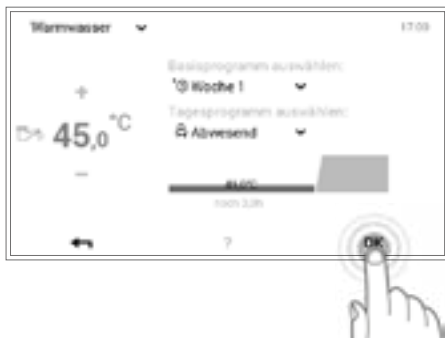 Warmwasser
17:03
Basisprogramm auswählen:
Woche 1
+
Tagesprogramm auswählen:
45,0 °C
Abwesend
−
noch 3,0h
?
OK